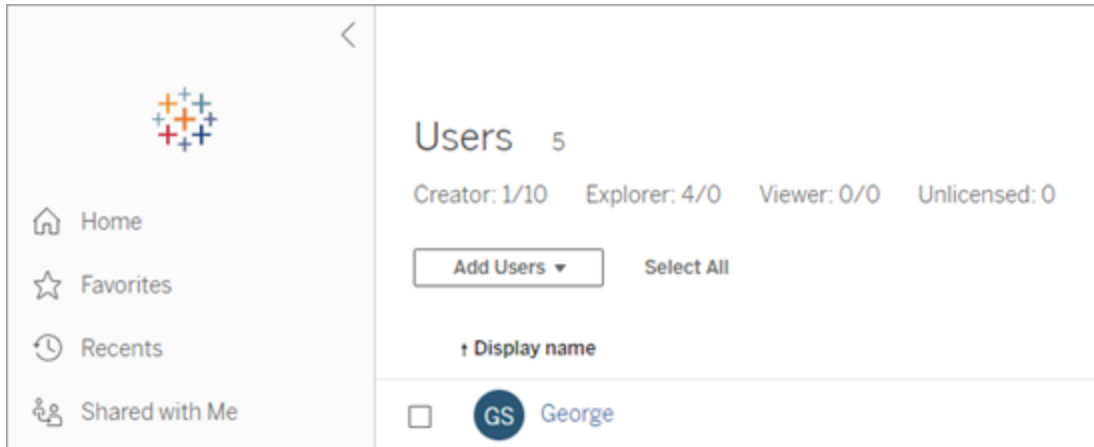 Home
Favorites
Recents
Shared with Me
Users 5
Creator: 1/10 Explorer: 4/0 Viewer: 0/0 Unlicensed: 0
Add Users Select All
↑ Display name
GS George